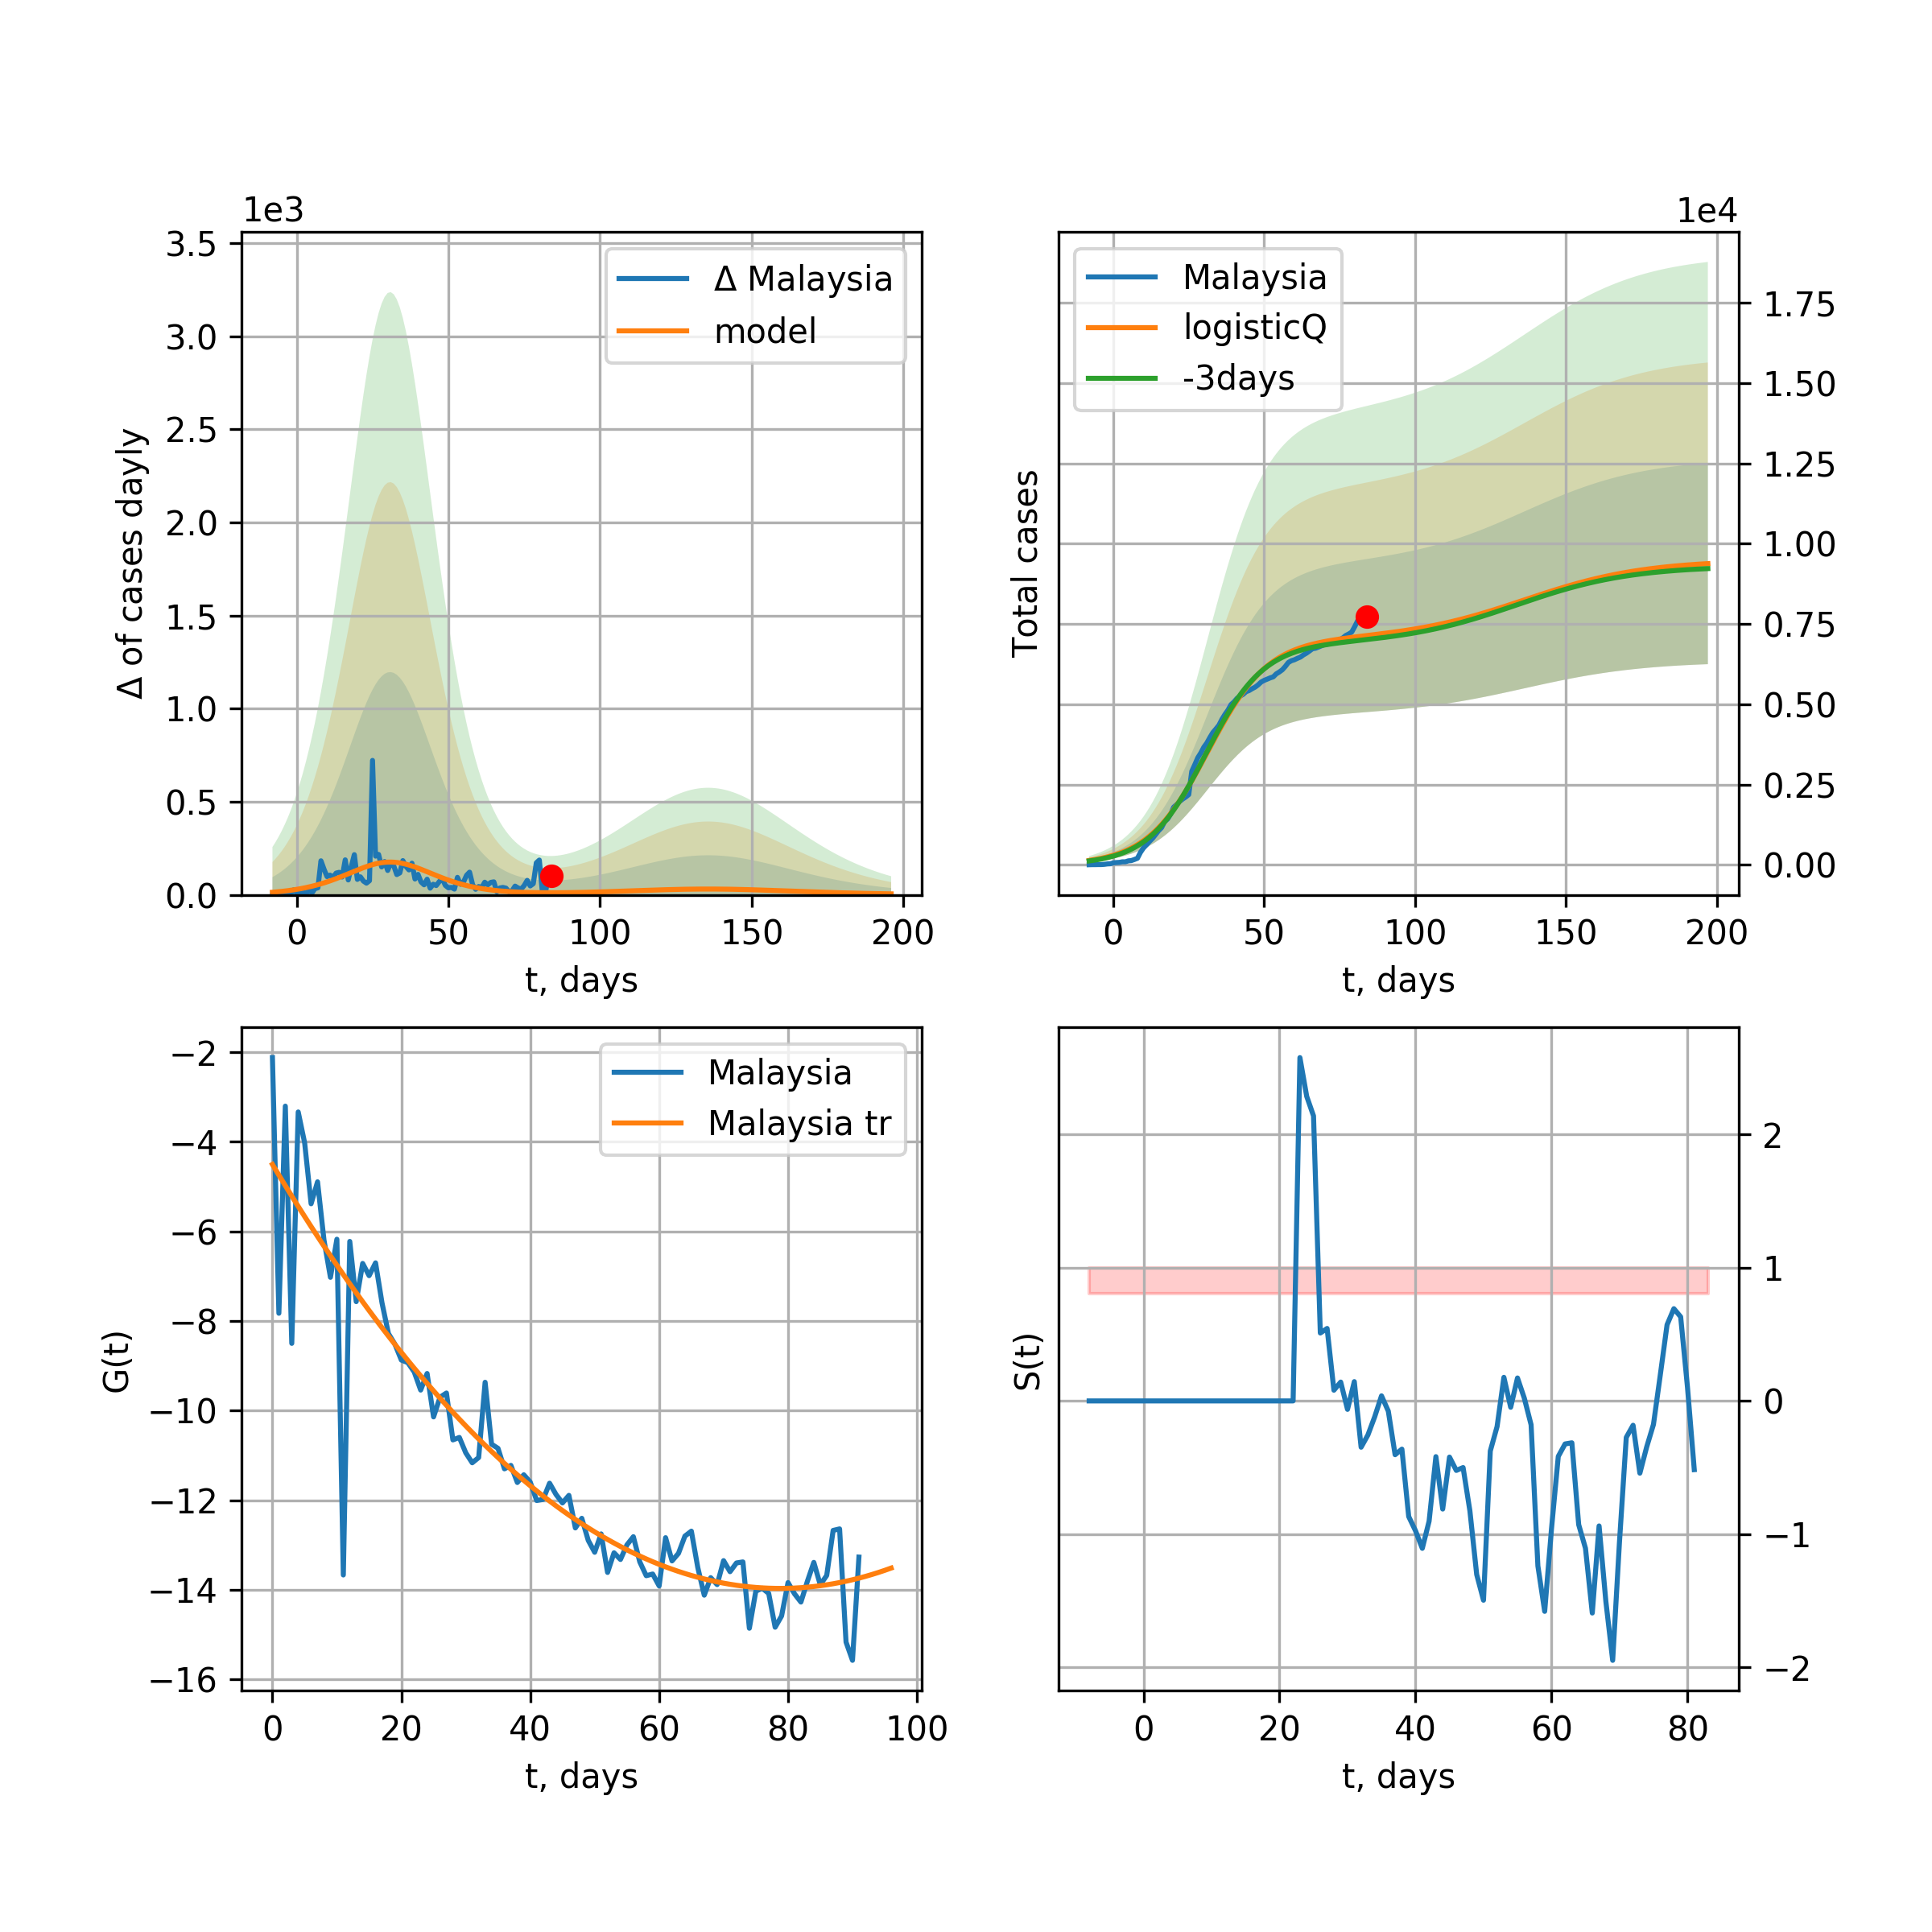 1e3
3.5
3.0
2.5
2.0
1.5
1.0
0.5
0.0
Δ of cases dayly
Δ Malaysia
model
0 50 100 150 200
t, days
1e4
Total cases
Malaysia
logisticQ
-3days
1.75
1.50
1.25
1.00
0.75
0.50
0.25
0.00
0 50 100 150 200
t, days
−2
−4
−6
−8
−10
−12
−14
−16
G(t)
Malaysia
Malaysia tr
0 20 40 60 80 100
t, days
S(t)
2
1
0
−1
−2
0 20 40 60 80
t, days